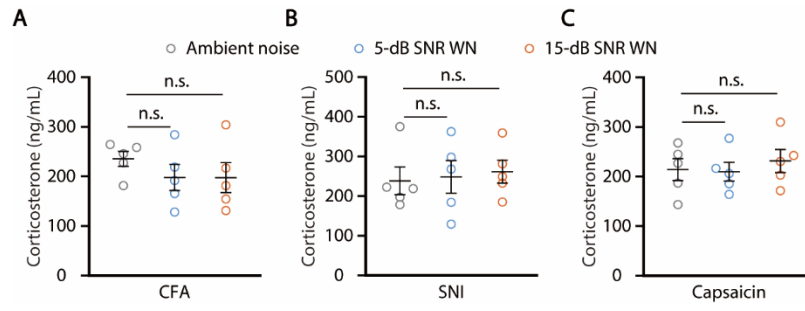 A B C
Ambient noise 5-dB SNR WN 15-dB SNR WN
Corticosterone (ng/mL)
400
300
200
100
0
n.s.
n.s.
CFA
Corticosterone (ng/mL)
500
400
300
200
100
0
n.s.
n.s.
SNI
Corticosterone (ng/mL)
400
300
200
100
0
n.s.
n.s.
Capsaicin